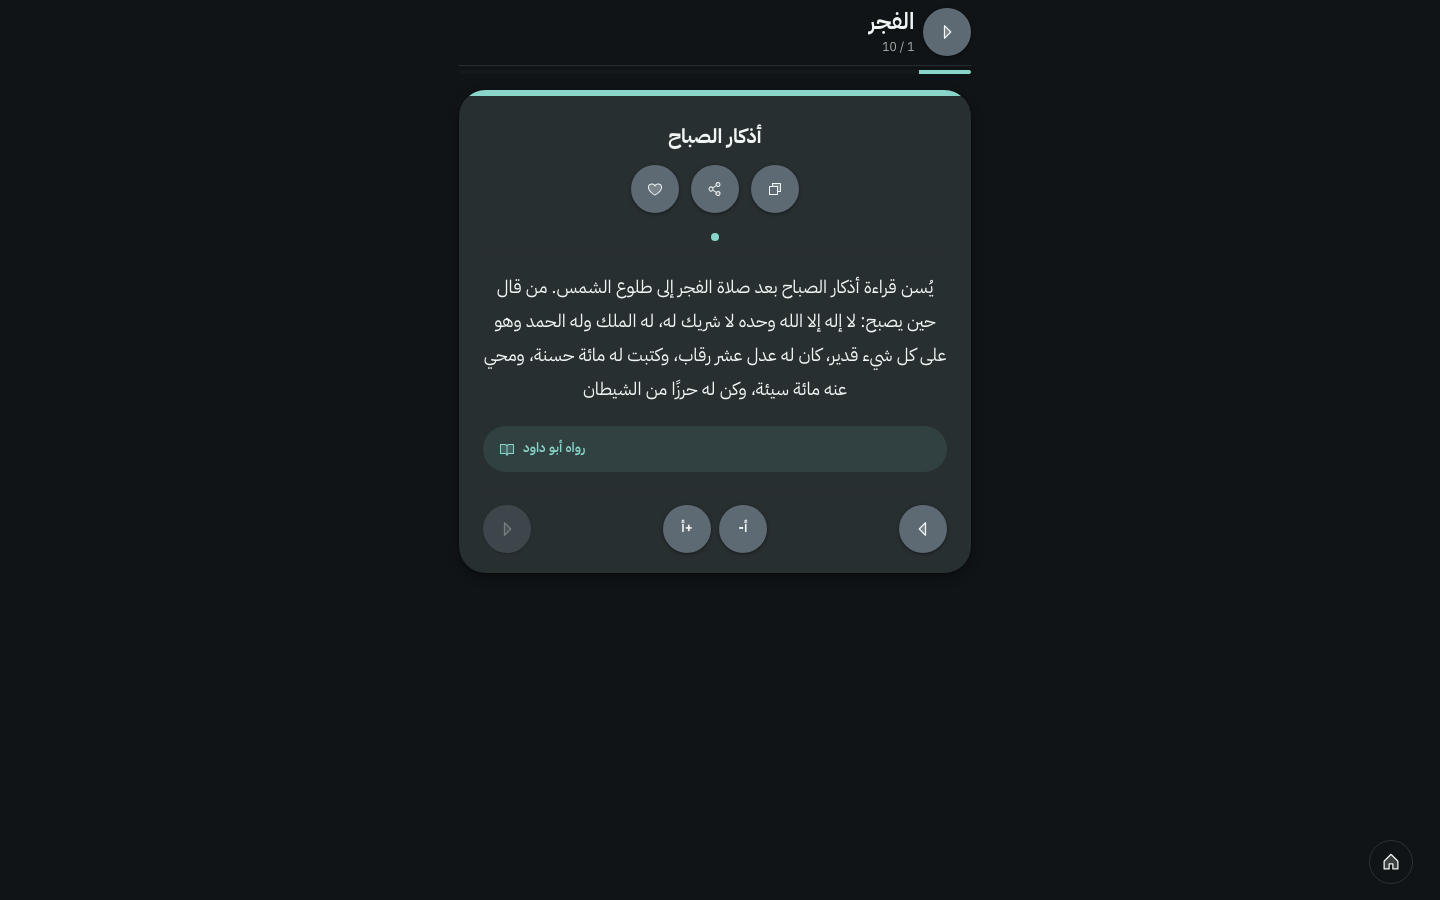 الفجر
1 / 10
أذكار الصباح
يُسن قراءة أذكار الصباح بعد صلاة الفجر إلى طلوع الشمس. من قال
حين يصبح: لا إله إلا الله وحده لا شريك له، له الملك وله الحمد وهو
على كل شيء قدير، كان له عدل عشر رقاب، وكتبت له مائة حسنة، ومحي
عنه مائة سيئة، وكن له حرزًا من الشيطان
رواه أبو داود
أ-
أ+